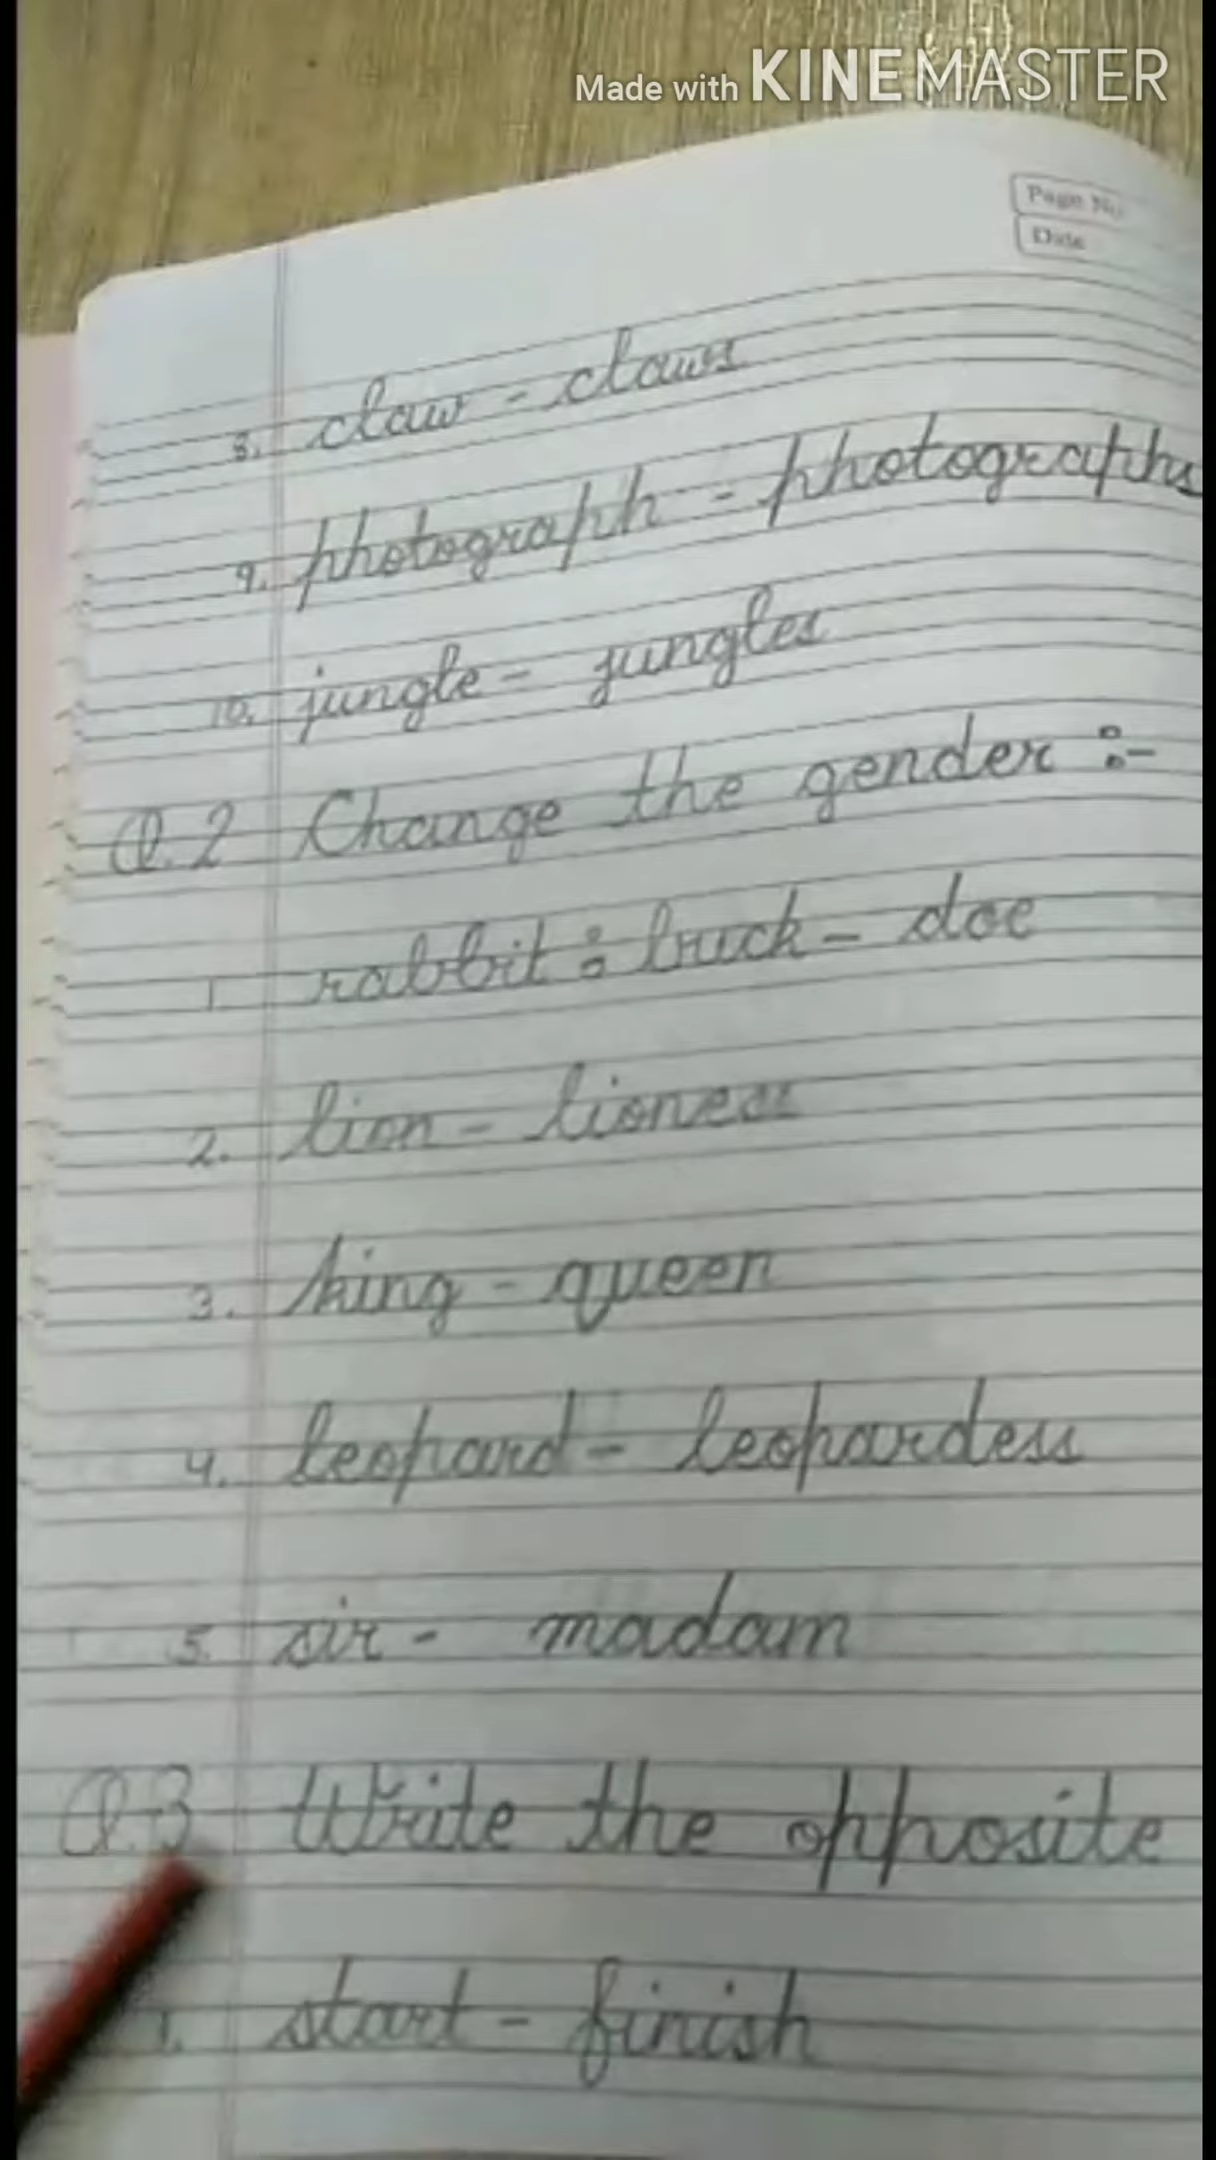 Made with KINEMASTER
Page No.
Date
8. claw - claws
9. photograph - photographs
10. jungle - jungles
Q.2 Change the gender :-
1. rabbit : buck - doe
2. lion - lioness
3. king - queen
4. leopard - leopardess
5. sir - madam
Q.3 Write the opposite
1. start - finish